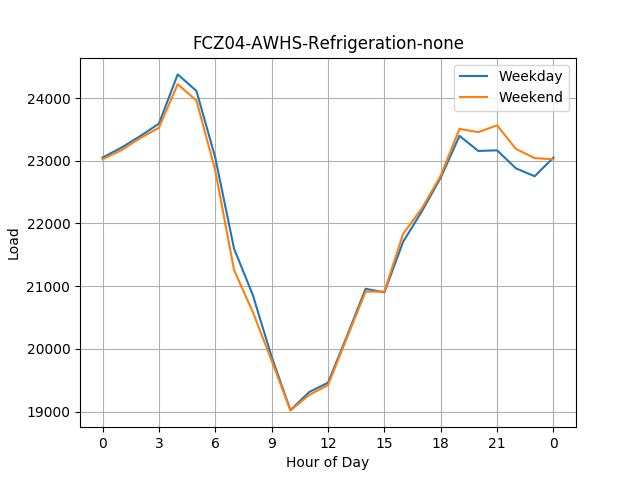 FCZ04-AWHS-Refrigeration-none
Weekday
Weekend
24000
23000
22000
21000
20000
19000
Load
0 3 6 9 12 15 18 21 0
Hour of Day